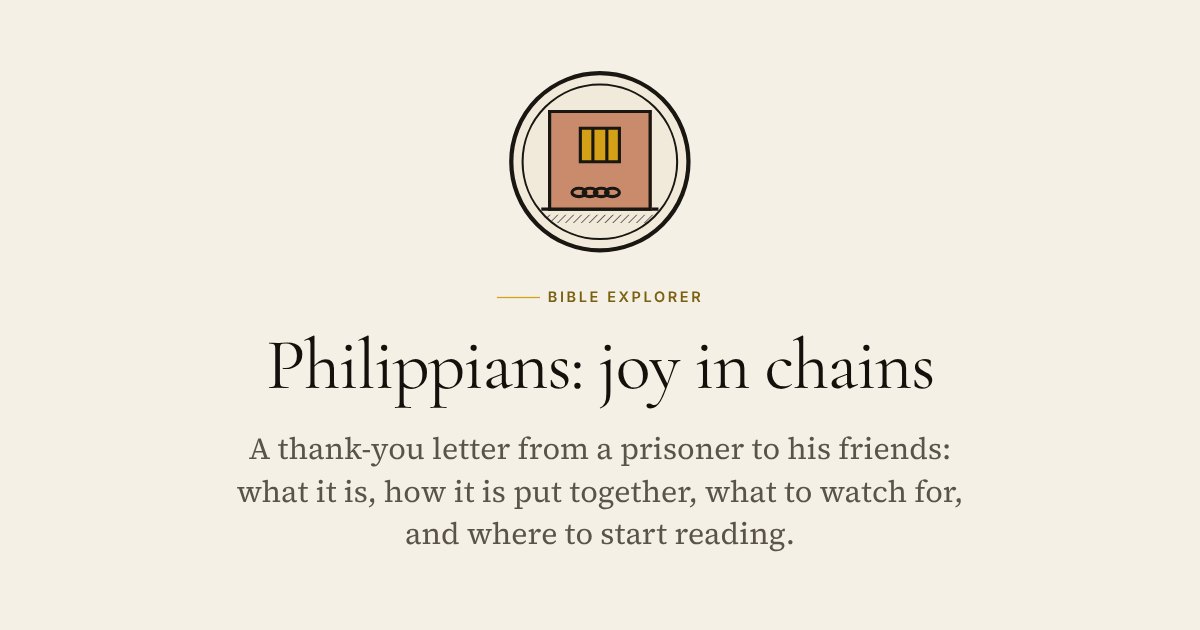 BIBLE EXPLORER
Philippians: joy in chains
A thank-you letter from a prisoner to his friends:
what it is, how it is put together, what to watch for,
and where to start reading.